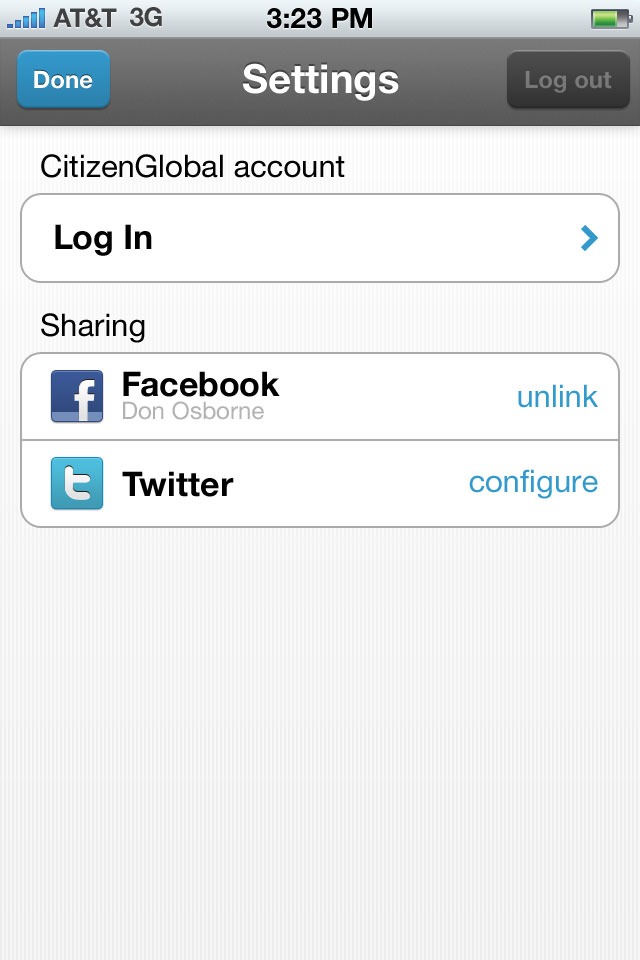 AT&T 3G 3:23 PM
Done Settings Log out
CitizenGlobal account
Log In
Sharing
Facebook
Don Osborne
unlink
Twitter configure